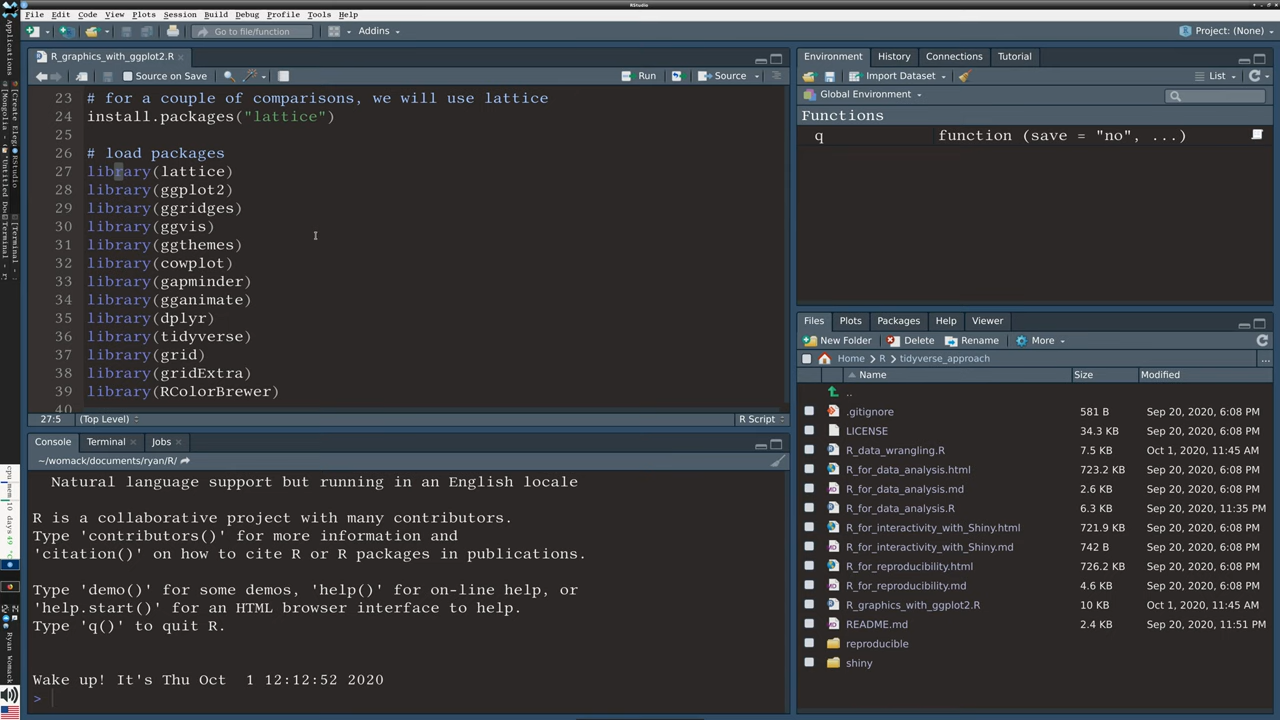 RStudio
File Edit Code View Plots Session Build Debug Profile Tools Help
Go to file/function
Addins
Project: (None)
R_graphics_with_ggplot2.R
Source on Save
Run
Source
23 # for a couple of comparisons, we will use lattice
24 install.packages("lattice")
25
26 # load packages
27 library(lattice)
28 library(ggplot2)
29 library(ggridges)
30 library(ggvis)
31 library(ggthemes)
32 library(cowplot)
33 library(gapminder)
34 library(gganimate)
35 library(dplyr)
36 library(tidyverse)
37 library(grid)
38 library(gridExtra)
39 library(RColorBrewer)
40
27:5 (Top Level) R Script
Console Terminal Jobs
~/womack/documents/ryan/R/
Natural language support but running in an English locale
R is a collaborative project with many contributors.
Type 'contributors()' for more information and
'citation()' on how to cite R or R packages in publications.
Type 'demo()' for some demos, 'help()' for on-line help, or
'help.start()' for an HTML browser interface to help.
Type 'q()' to quit R.
Wake up! It's Thu Oct  1 12:12:52 2020
>
Environment History Connections Tutorial
Import Dataset List
Global Environment
Functions
q function (save = "no", ...)
Files Plots Packages Help Viewer
New Folder Delete Rename More
Home R tidyverse_approach ...
Name Size Modified
..
.gitignore 581 B Sep 20, 2020, 6:08 PM
LICENSE 34.3 KB Sep 20, 2020, 6:08 PM
R_data_wrangling.R 7.5 KB Oct 1, 2020, 11:45 AM
R_for_data_analysis.html 723.2 KB Sep 20, 2020, 6:08 PM
R_for_data_analysis.md 2.6 KB Sep 20, 2020, 6:08 PM
R_for_data_analysis.R 6.3 KB Sep 20, 2020, 11:35 PM
R_for_interactivity_with_Shiny.html 721.9 KB Sep 20, 2020, 6:08 PM
R_for_interactivity_with_Shiny.md 742 B Sep 20, 2020, 6:08 PM
R_for_reproducibility.html 726.2 KB Sep 20, 2020, 6:08 PM
R_for_reproducibility.md 4.6 KB Sep 20, 2020, 6:08 PM
R_graphics_with_ggplot2.R 10 KB Oct 1, 2020, 11:45 AM
README.md 2.4 KB Sep 20, 2020, 11:51 PM
reproducible
shiny
Applications
[Mongolia -
[Create Eleg
RStudio
[Terminal -
cpu mem
10 days
Ryan Womack